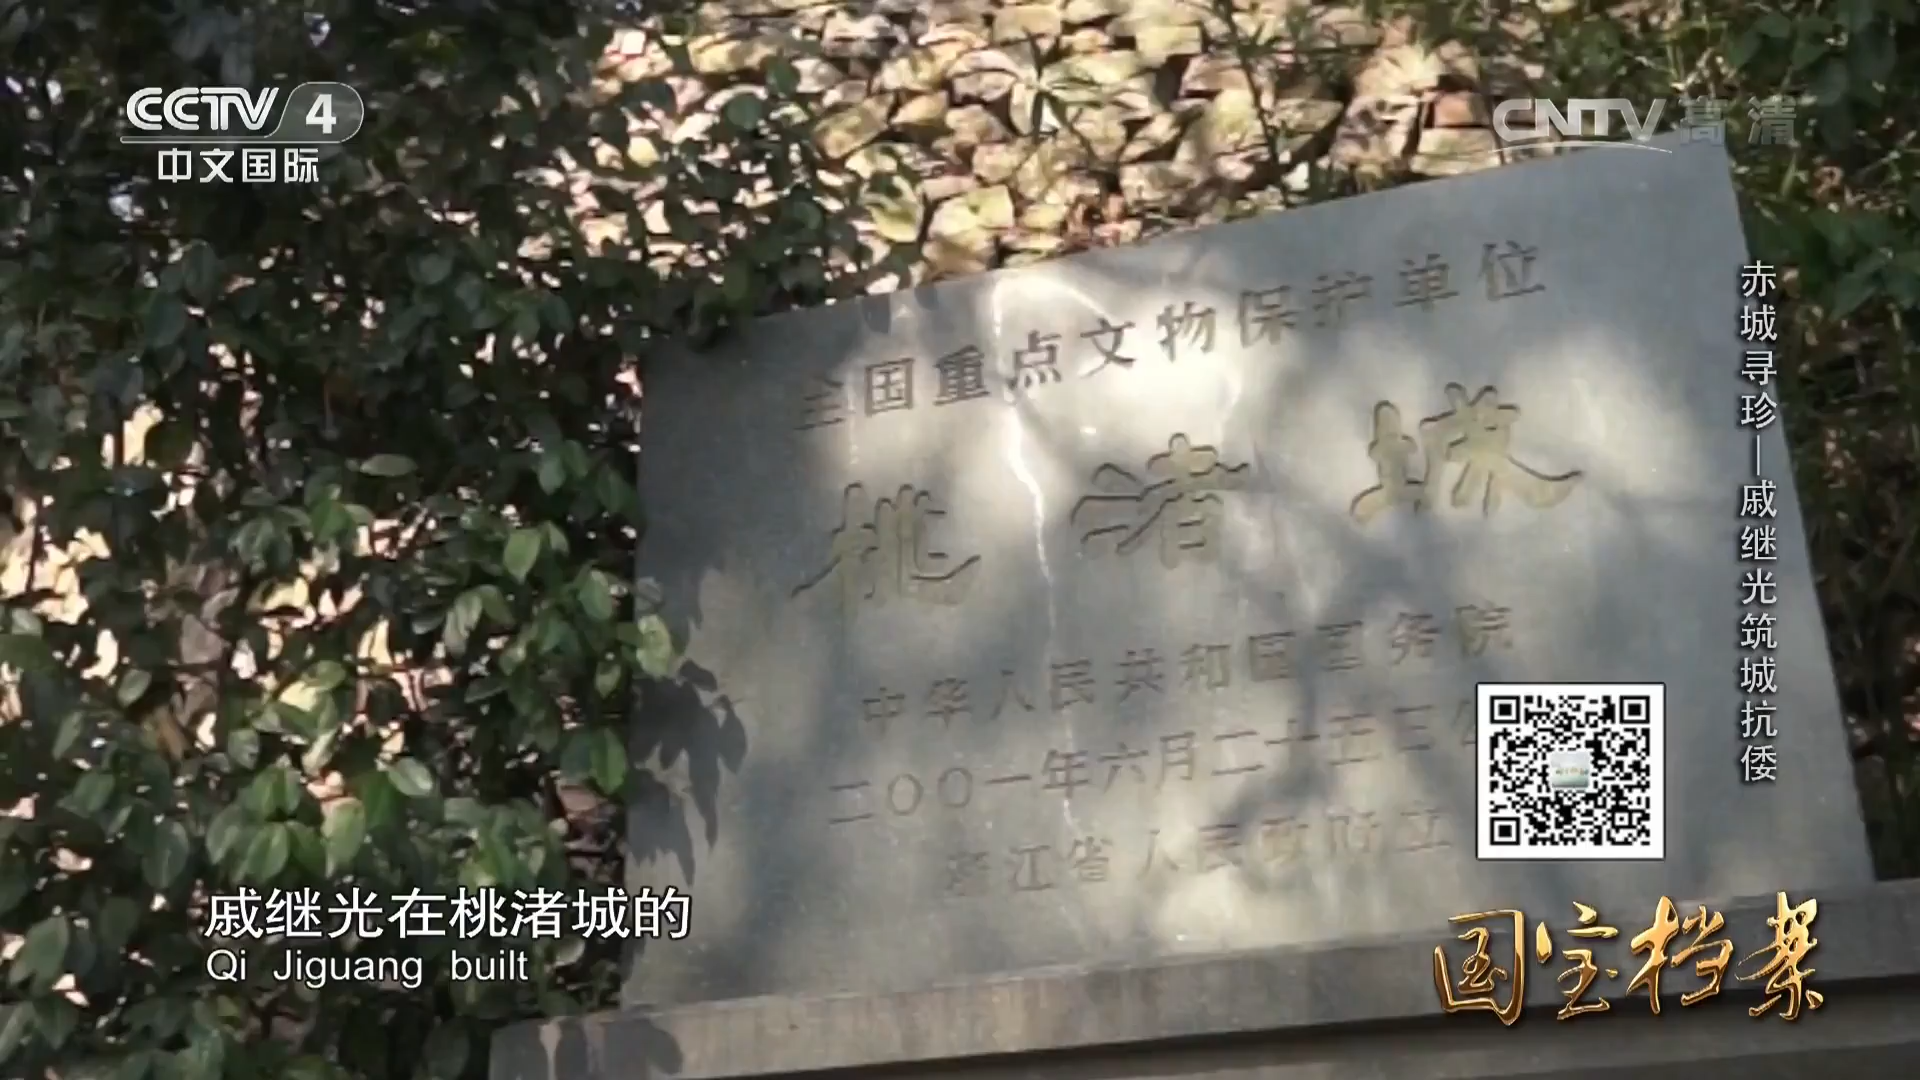 CCTV 4
中文国际
CNTV 高清
全国重点文物保护单位
桃渚城
中华人民共和国国务院
二〇〇一年六月二十五日公
浙江省人民政府立
赤城寻珍—戚继光筑城抗倭
戚继光在桃渚城的
Qi Jiguang built
国宝档案